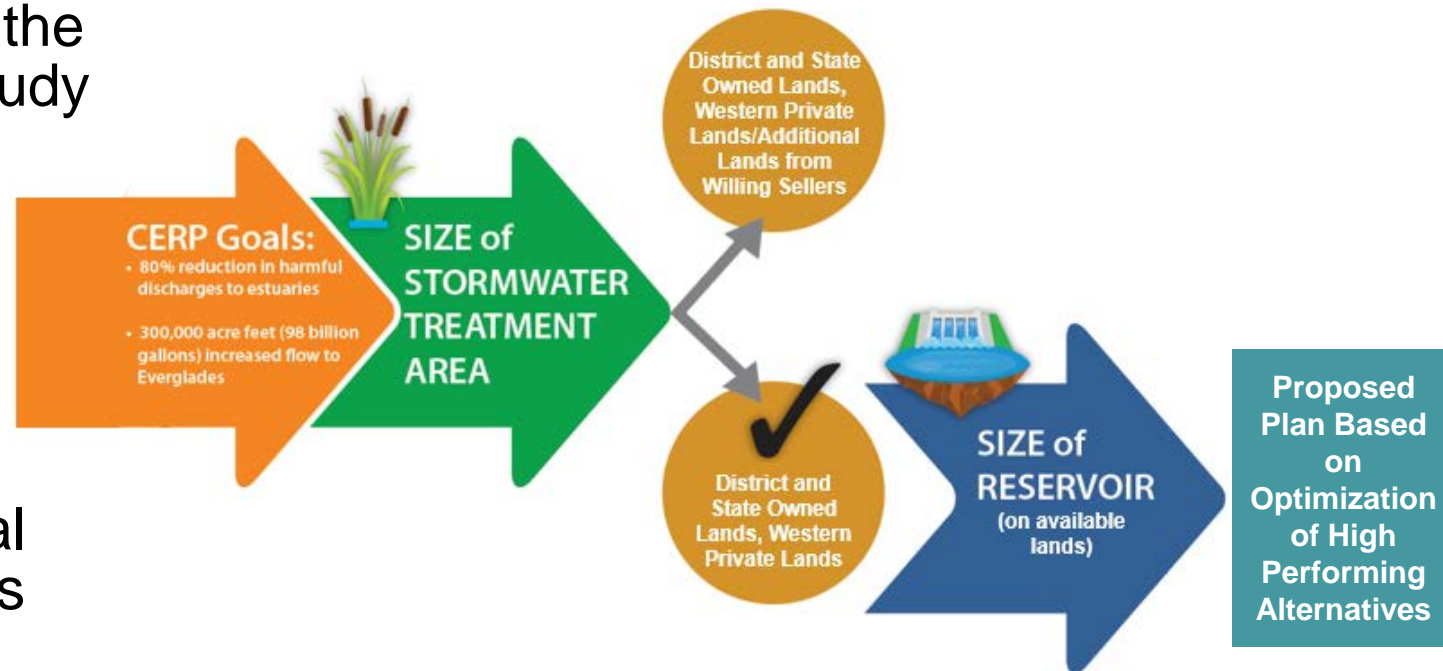 the
udy
al
s
CERP Goals:
• 80% reduction in harmful
discharges to estuaries
• 300,000 acre feet (98 billion
gallons) increased flow to
Everglades
SIZE of
STORMWATER
TREATMENT
AREA
District and State
Owned Lands,
Western Private
Lands/Additional
Lands from
Willing Sellers
District and
State Owned
Lands, Western
Private Lands
SIZE of
RESERVOIR
(on available
lands)
Proposed
Plan Based
on
Optimization
of High
Performing
Alternatives